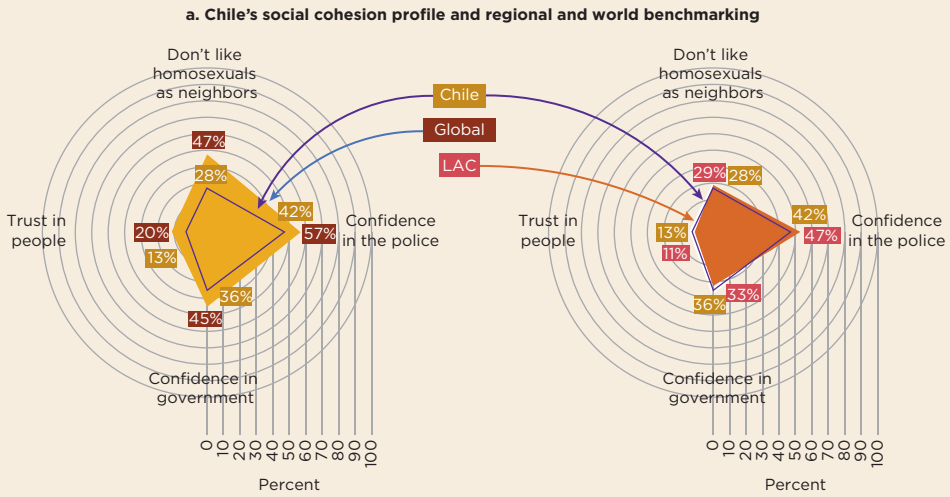 a. Chile’s social cohesion profile and regional and world benchmarking
Don’t like
homosexuals
as neighbors
47%
28%
42%
57%
20%
13%
36%
45%
Trust in
people
Confidence
in the police
Confidence in
government
0
10
20
30
40
50
60
70
80
90
100
Percent
Chile
Global
LAC
Don’t like
homosexuals
as neighbors
29%
28%
42%
47%
13%
11%
33%
36%
Trust in
people
Confidence
in the police
Confidence in
government
0
10
20
30
40
50
60
70
80
90
100
Percent